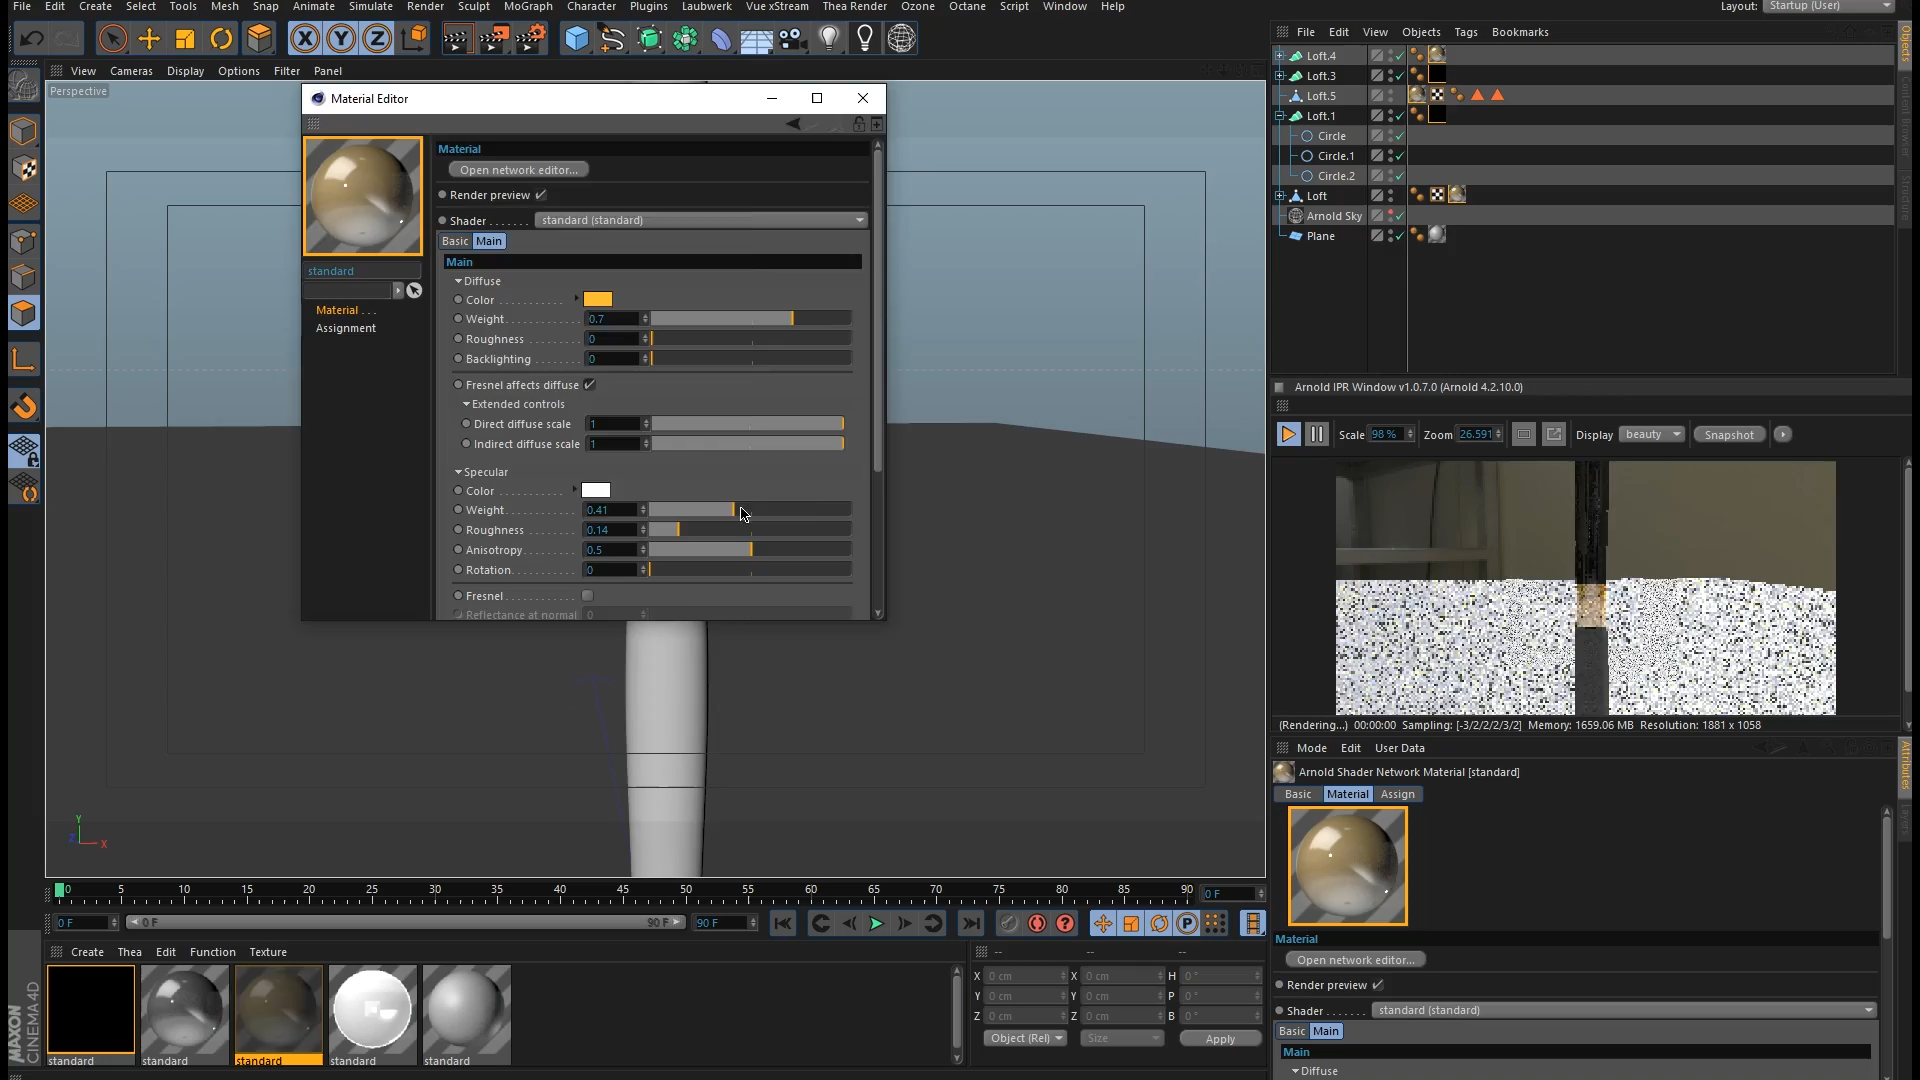 File Edit Create Select Tools Mesh Snap Animate Simulate Render Sculpt MoGraph Character Plugins Laubwerk Vue xStream Thea Render Ozone Octane Script Window Help
Layout: Startup (User)
View Cameras Display Options Filter Panel
Perspective
Material Editor
Material
Open network editor...
Render preview
Shader . . . . . . . standard (standard)
Basic Main
Main
standard
Material . . .
Assignment
Diffuse
Color
Weight 0.7
Roughness 0
Backlighting 0
Fresnel affects diffuse
Extended controls
Direct diffuse scale 1
Indirect diffuse scale 1
Specular
Color
Weight 0.41
Roughness 0.14
Anisotropy 0.5
Rotation 0
Fresnel
Reflectance at normal 0
Y
Z X
File Edit View Objects Tags Bookmarks
Loft.4
Loft.3
Loft.5
Loft.1
Circle
Circle.1
Circle.2
Loft
Arnold Sky
Plane
Objects
Content Browser
Structure
Arnold IPR Window v1.0.7.0 (Arnold 4.2.10.0)
Scale 98 % Zoom 26.591 Display beauty Snapshot
(Rendering...) 00:00:00 Sampling: [-3/2/2/2/3/2] Memory: 1659.06 MB Resolution: 1881 x 1058
Mode Edit User Data
Arnold Shader Network Material [standard]
Basic Material Assign
Attributes
Layers
Material
Open network editor...
Render preview
Shader . . . . . . . standard (standard)
Basic Main
Main
Diffuse
0 5 10 15 20 25 30 35 40 45 50 55 60 65 70 75 80 85 90 0 F
0 F 0 F 90 F 90 F
Create Thea Edit Function Texture
standard standard standard standard standard
-- -- --
X 0 cm X 0 cm H 0 °
Y 0 cm Y 0 cm P 0 °
Z 0 cm Z 0 cm B 0 °
Object (Rel) Size Apply
MAXON CINEMA 4D